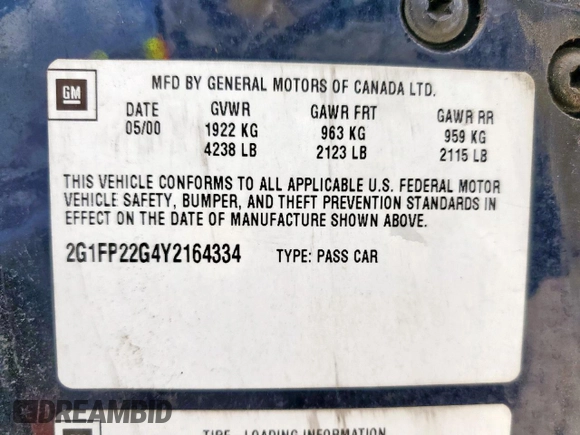 GM
MFD BY GENERAL MOTORS OF CANADA LTD.
DATE GVWR GAWR FRT GAWR RR
05/00 1922 KG 963 KG 959 KG
4238 LB 2123 LB 2115 LB
THIS VEHICLE CONFORMS TO ALL APPLICABLE U.S. FEDERAL MOTOR
VEHICLE SAFETY, BUMPER, AND THEFT PREVENTION STANDARDS IN
EFFECT ON THE DATE OF MANUFACTURE SHOWN ABOVE.
2G1FP22G4Y2164334 TYPE: PASS CAR
DREAMBID
TIRE - LOADING INFORMATION